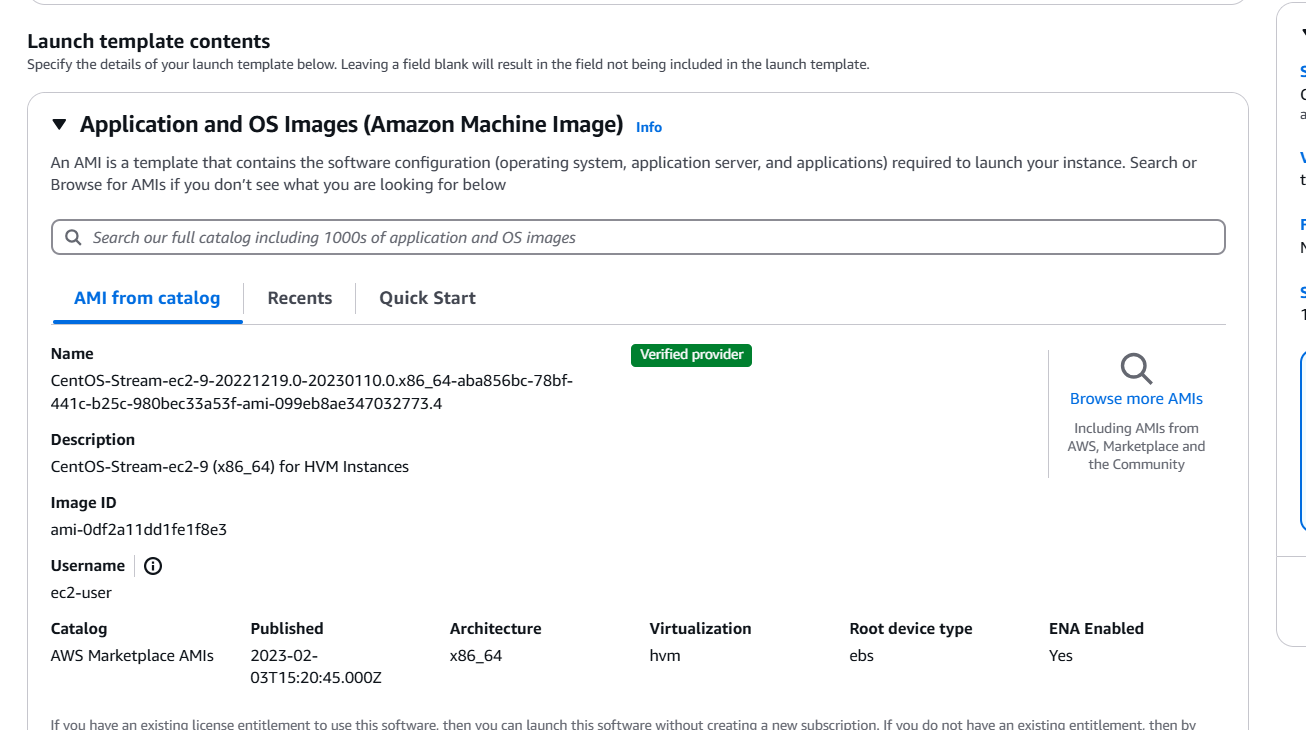 Launch template contents
Specify the details of your launch template below. Leaving a field blank will result in the field not being included in the launch template.
Application and OS Images (Amazon Machine Image) Info
An AMI is a template that contains the software configuration (operating system, application server, and applications) required to launch your instance. Search or
Browse for AMIs if you don’t see what you are looking for below
Search our full catalog including 1000s of application and OS images
AMI from catalog
Recents
Quick Start
Name
Verified provider
CentOS-Stream-ec2-9-20221219.0-20230110.0.x86_64-aba856bc-78bf-
441c-b25c-980bec33a53f-ami-099eb8ae347032773.4
Description
CentOS-Stream-ec2-9 (x86_64) for HVM Instances
Image ID
ami-0df2a11dd1fe1f8e3
Username
ec2-user
Browse more AMIs
Including AMIs from
AWS, Marketplace and
the Community
Catalog
AWS Marketplace AMIs
Published
2023-02-
03T15:20:45.000Z
Architecture
x86_64
Virtualization
hvm
Root device type
ebs
ENA Enabled
Yes
If you have an existing license entitlement to use this software, then you can launch this software without creating a new subscription. If you do not have an existing entitlement, then by